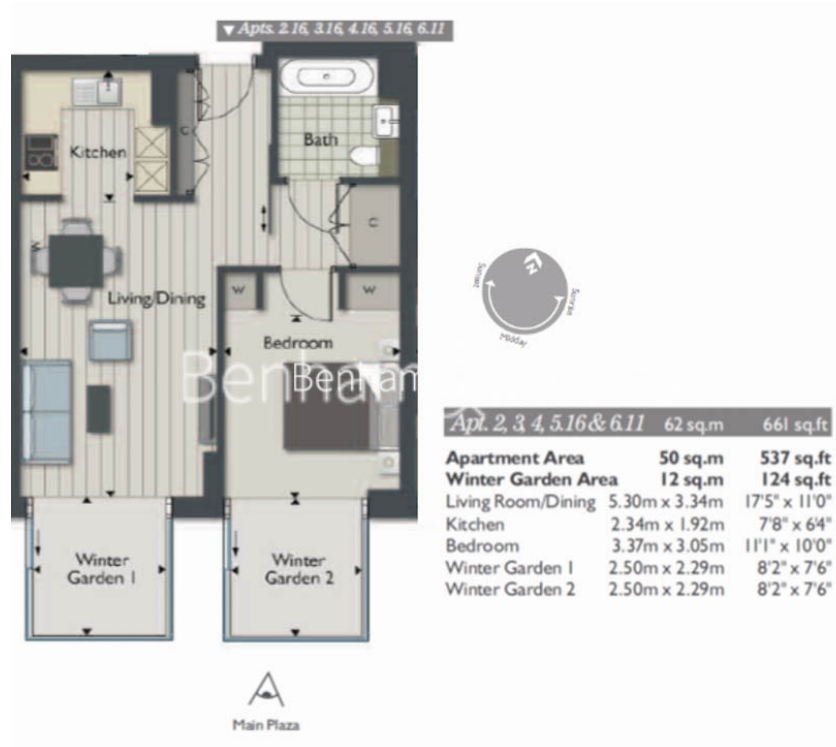 ▼ Apts. 2.16, 3.16, 4.16, 5.16, 6.11
Kitchen
C
Bath
C
Living/Dining
W
W
Bedroom
Benham
Benham
Winter
Garden 1
Winter
Garden 2
Main Plaza
N
Sunset
Sunrise
Midday
Apt. 2, 3, 4, 5.16 & 6.11 62 sq.m 661 sq.ft
Apartment Area 50 sq.m 537 sq.ft
Winter Garden Area 12 sq.m 124 sq.ft
Living Room/Dining 5.30m x 3.34m 17'5" x 11'0"
Kitchen 2.34m x 1.92m 7'8" x 6'4"
Bedroom 3.37m x 3.05m 11'1" x 10'0"
Winter Garden 1 2.50m x 2.29m 8'2" x 7'6"
Winter Garden 2 2.50m x 2.29m 8'2" x 7'6"